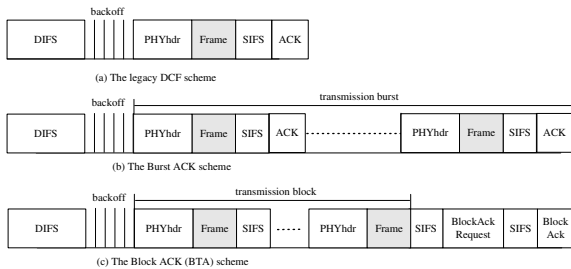 backoff
DIFS PHYhdr Frame SIFS ACK
(a) The legacy DCF scheme
transmission burst
backoff
DIFS PHYhdr Frame SIFS ACK PHYhdr Frame SIFS ACK
(b) The Burst ACK scheme
transmission block
backoff
DIFS PHYhdr Frame SIFS PHYhdr Frame SIFS BlockAck Request SIFS Block Ack
(c) The Block ACK (BTA) scheme